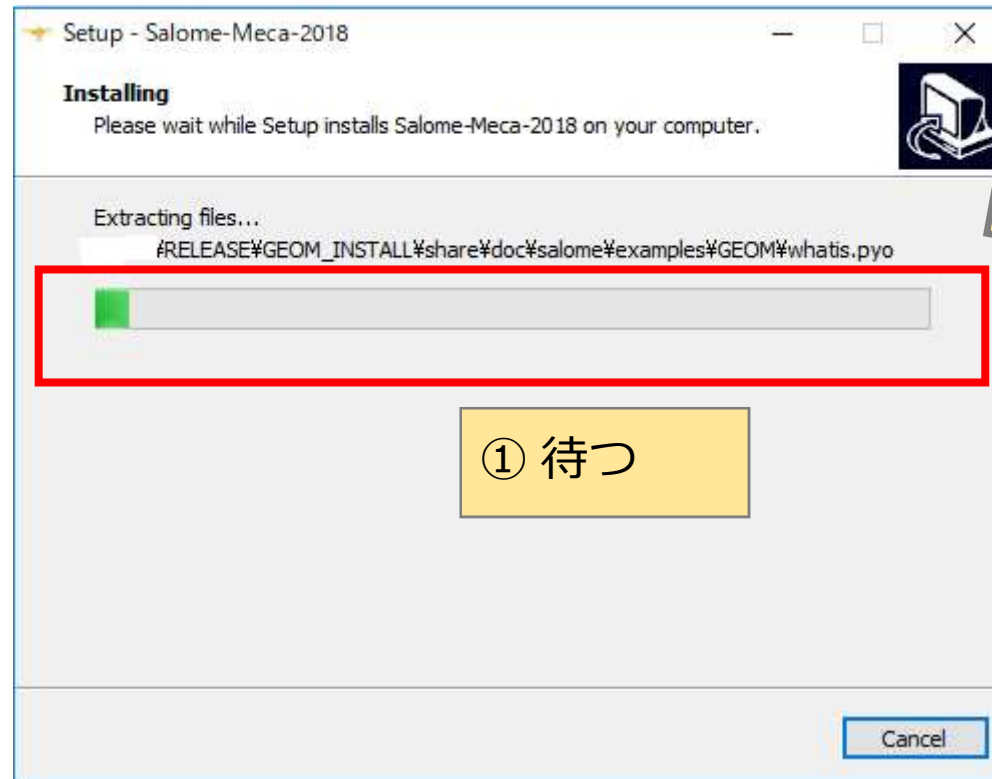 Setup - Salome-Meca-2018
Installing
Please wait while Setup installs Salome-Meca-2018 on your computer.
Extracting files...
¥RELEASE¥GEOM_INSTALL¥share¥doc¥salome¥examples¥GEOM¥whatis.pyo
① 待つ
Cancel